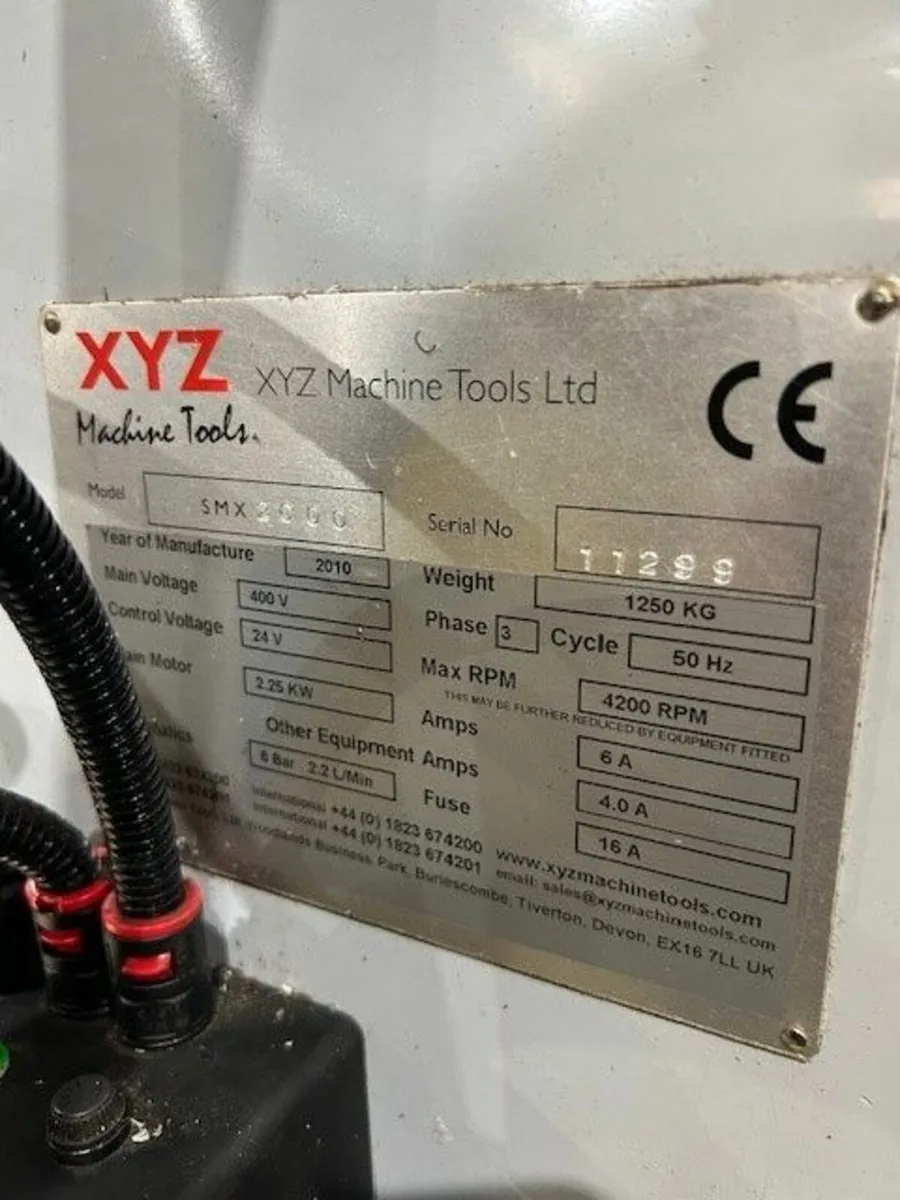 XYZ
Machine Tools.
XYZ Machine Tools Ltd
CE
Model SMX 2000
Serial No 11299
Year of Manufacture 2010
Weight 1250 KG
Main Voltage 400 V
Phase 3 Cycle 50 Hz
Control Voltage 24 V
Max RPM 4200 RPM
THIS MAY BE FURTHER REDUCED BY EQUIPMENT FITTED
Motor 2.25 KW
Amps 6 A
Other Equipment Amps 4.0 A
6 Bar 2.2 L/Min
Fuse 16 A
International +44 (0) 1823 674200
www.xyzmachinetools.com
International +44 (0) 1823 674201
email: sales@xyzmachinetools.com
Business Park, Burlescombe, Tiverton, Devon, EX16 7LL UK